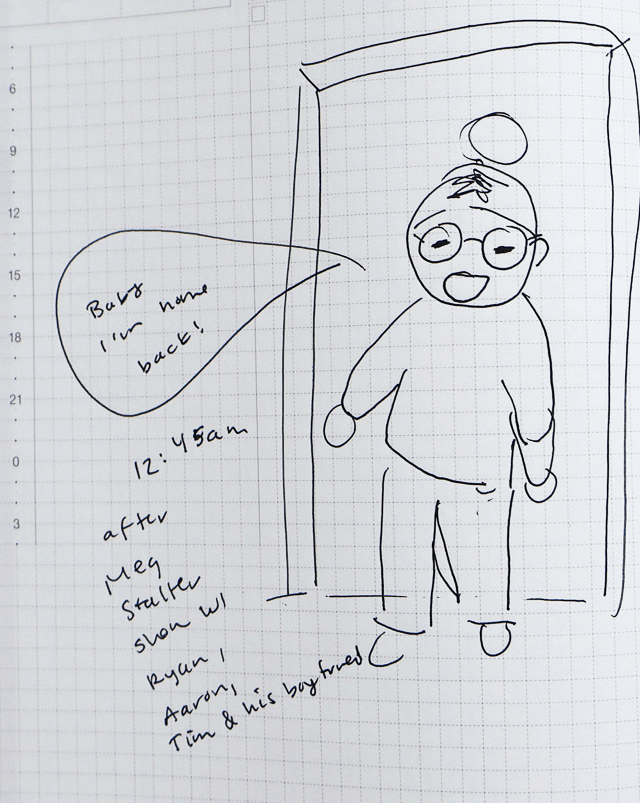 6
9
12
15
18
21
0
3
Baby
I'm home
back!
12:45am
after
Meg
Stalter
show w/
Ryan,
Aaron,
Tim & his boyfriend